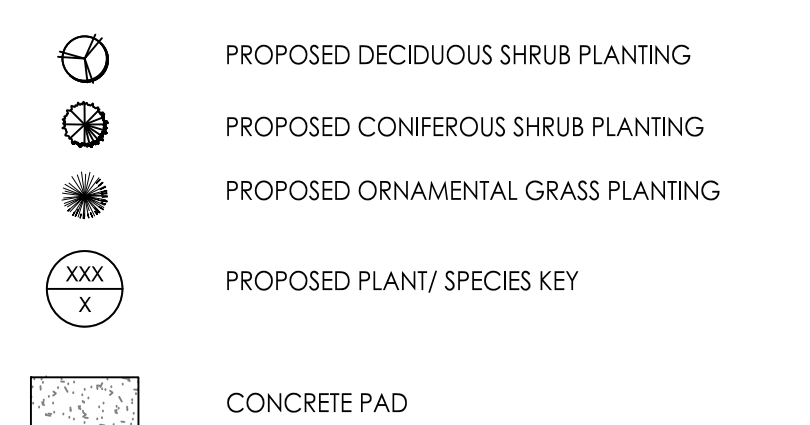 PROPOSED DECIDUOUS SHRUB PLANTING
PROPOSED CONIFEROUS SHRUB PLANTING
PROPOSED ORNAMENTAL GRASS PLANTING
XXX
X
PROPOSED PLANT/ SPECIES KEY
CONCRETE PAD